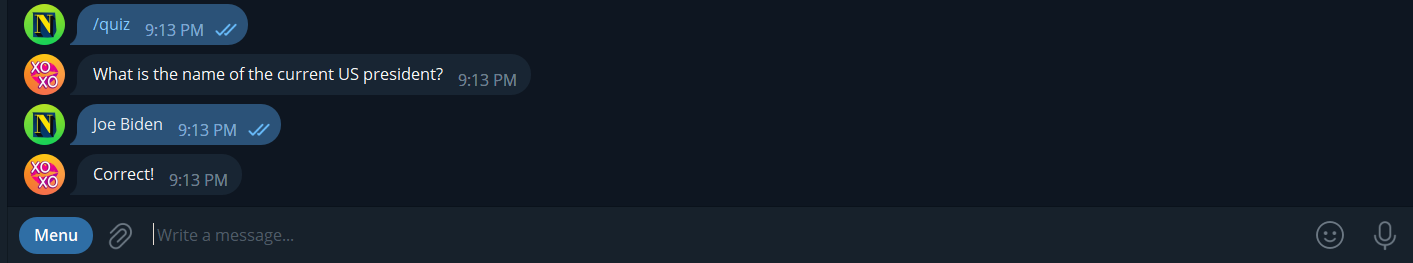 N
/quiz 9:13 PM
XO
XO
What is the name of the current US president? 9:13 PM
N
Joe Biden 9:13 PM
XO
XO
Correct! 9:13 PM
Menu Write a message...